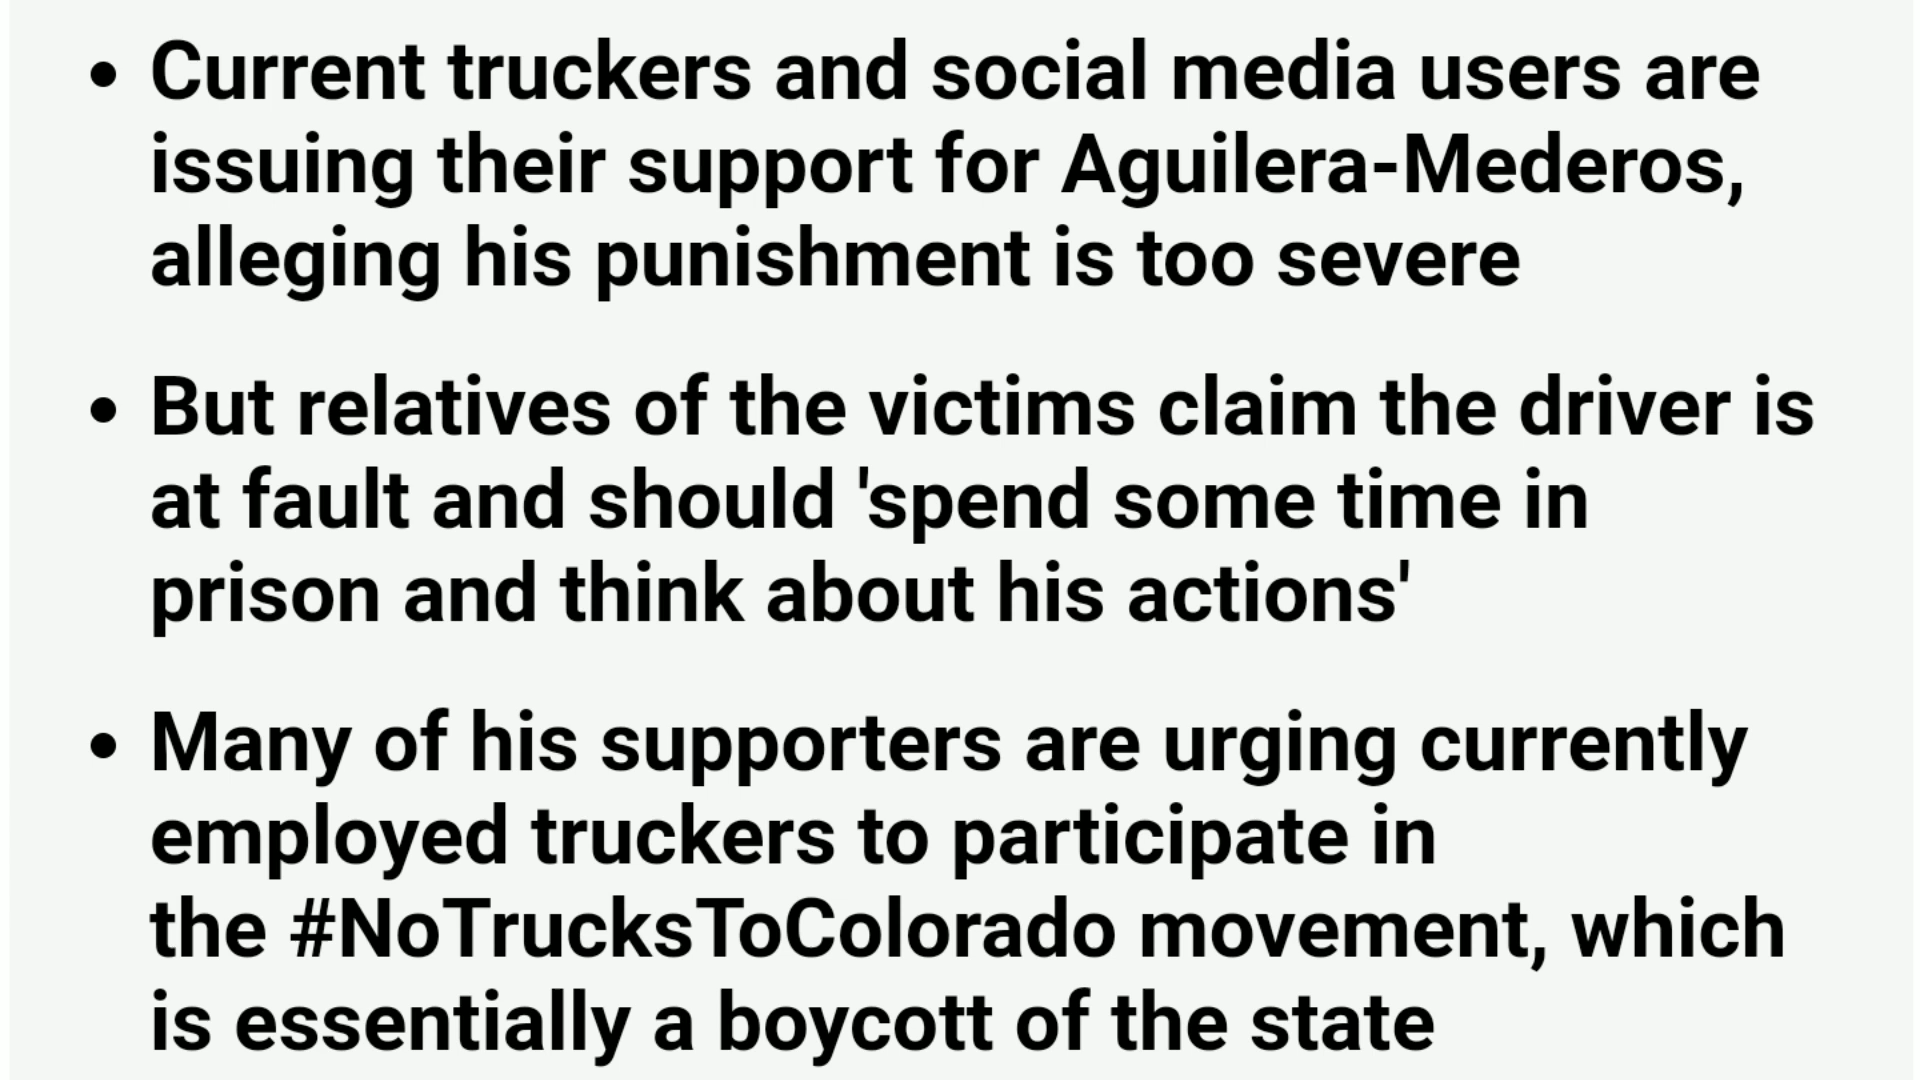 • Current truckers and social media users are
issuing their support for Aguilera-Mederos,
alleging his punishment is too severe
• But relatives of the victims claim the driver is
at fault and should 'spend some time in
prison and think about his actions'
• Many of his supporters are urging currently
employed truckers to participate in
the #NoTrucksToColorado movement, which
is essentially a boycott of the state